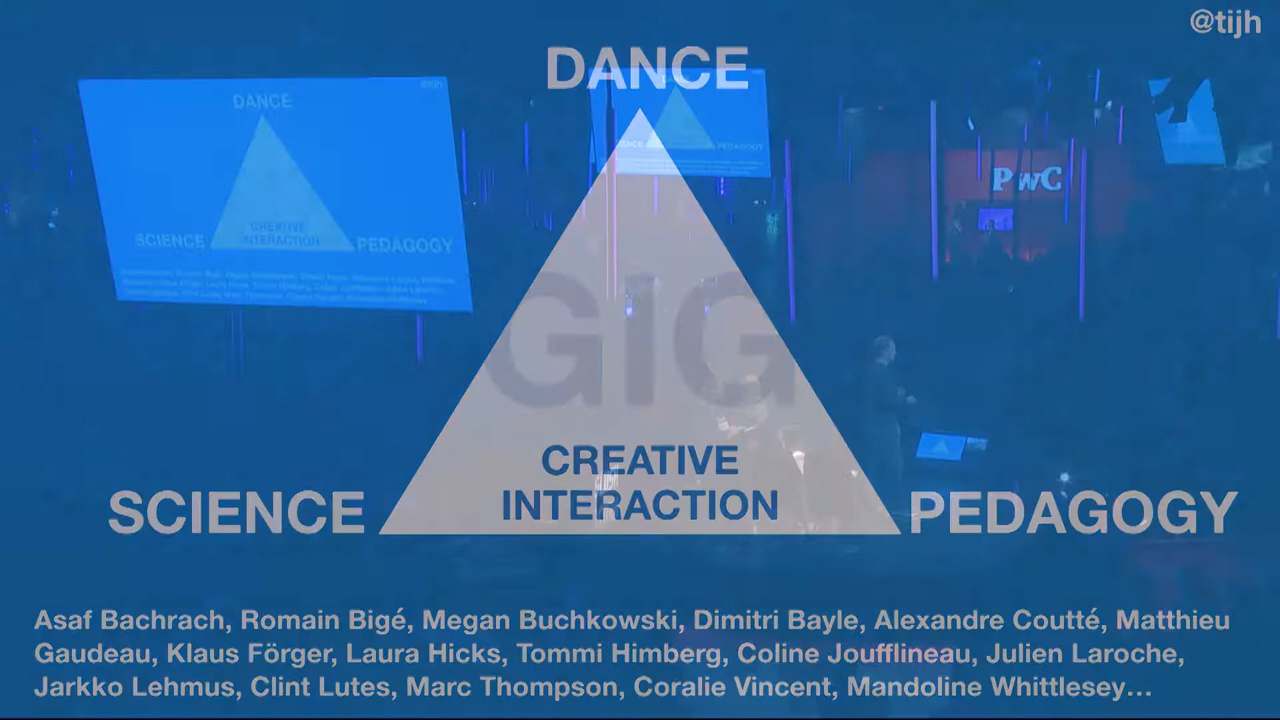 @tijh
DANCE
DANCE
PEDAGOGY
PwC
CREATIVE
INTERACTION
SCIENCE
PEDAGOGY
GIG
CREATIVE
INTERACTION
SCIENCE
PEDAGOGY
Asaf Bachrach, Romain Bigé, Megan Buchkowski, Dimitri Bayle, Alexandre Coutté, Matthieu
Gaudeau, Klaus Förger, Laura Hicks, Tommi Himberg, Coline Joufflineau, Julien Laroche,
Jarkko Lehmus, Clint Lutes, Marc Thompson, Coralie Vincent, Mandoline Whittlesey…